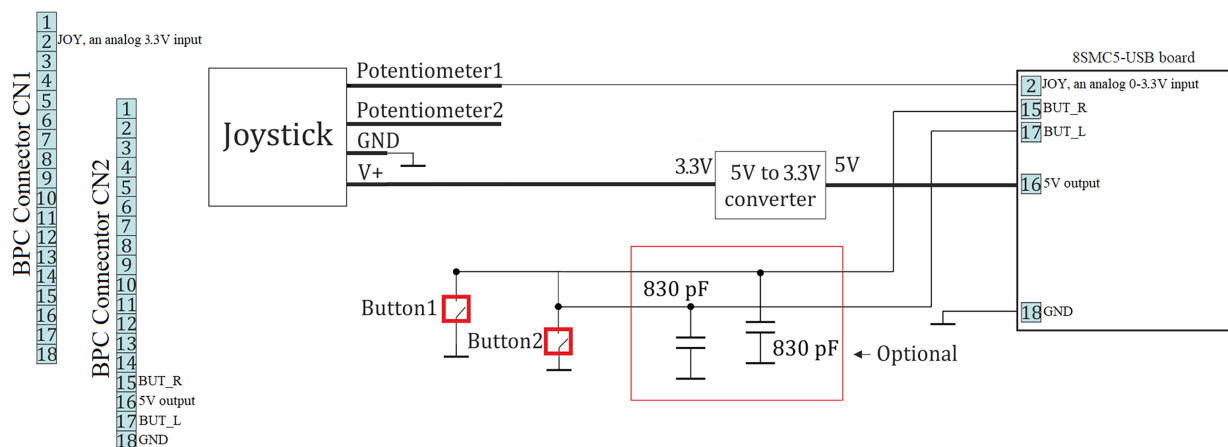 BPC Connector CN1
1
2 JOY, an analog 3.3V input
3
4
5
6
7
8
9
10
11
12
13
14
15
16
17
18
BPC Connecntor CN2
1
2
3
4
5
6
7
8
9
10
11
12
13
14
15 BUT_R
16 5V output
17 BUT_L
18 GND
Joystick
Potentiometer1
Potentiometer2
GND
V+
3.3V
5V to 3.3V
converter
5V
8SMC5-USB board
2 JOY, an analog 0-3.3V input
15 BUT_R
17 BUT_L
16 5V output
18 GND
Button1
Button2
830 pF
830 pF
Optional